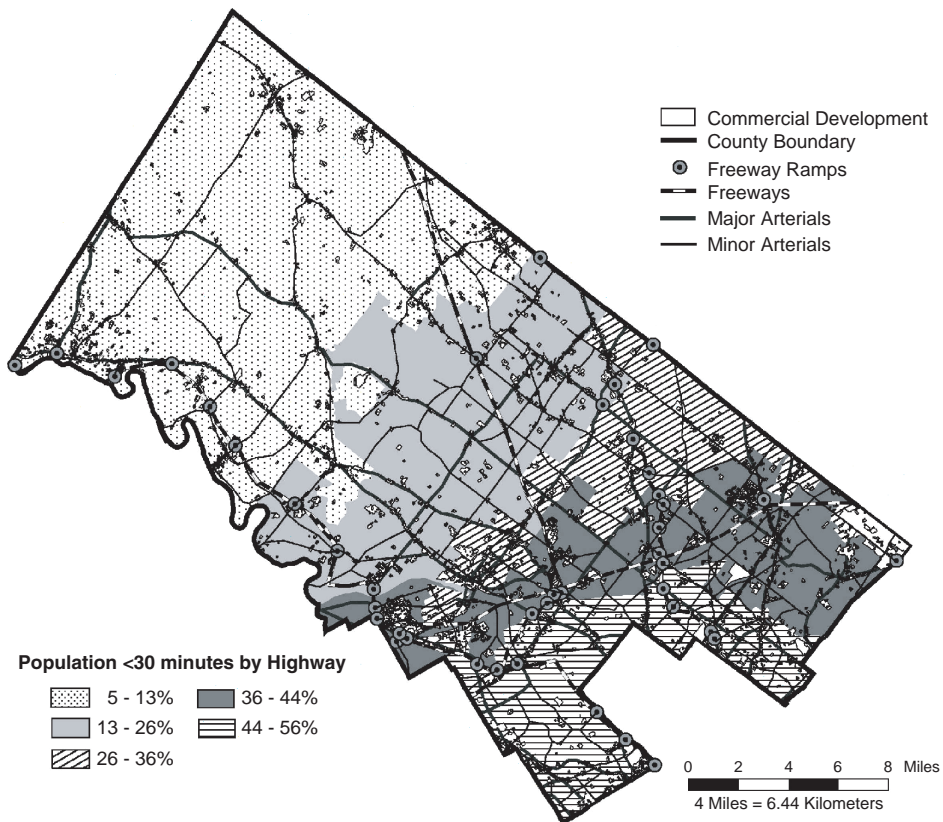 Commercial Development
County Boundary
Freeway Ramps
Freeways
Major Arterials
Minor Arterials
Population <30 minutes by Highway
5 - 13% 36 - 44%
13 - 26% 44 - 56%
26 - 36%
0 2 4 6 8 Miles
4 Miles = 6.44 Kilometers